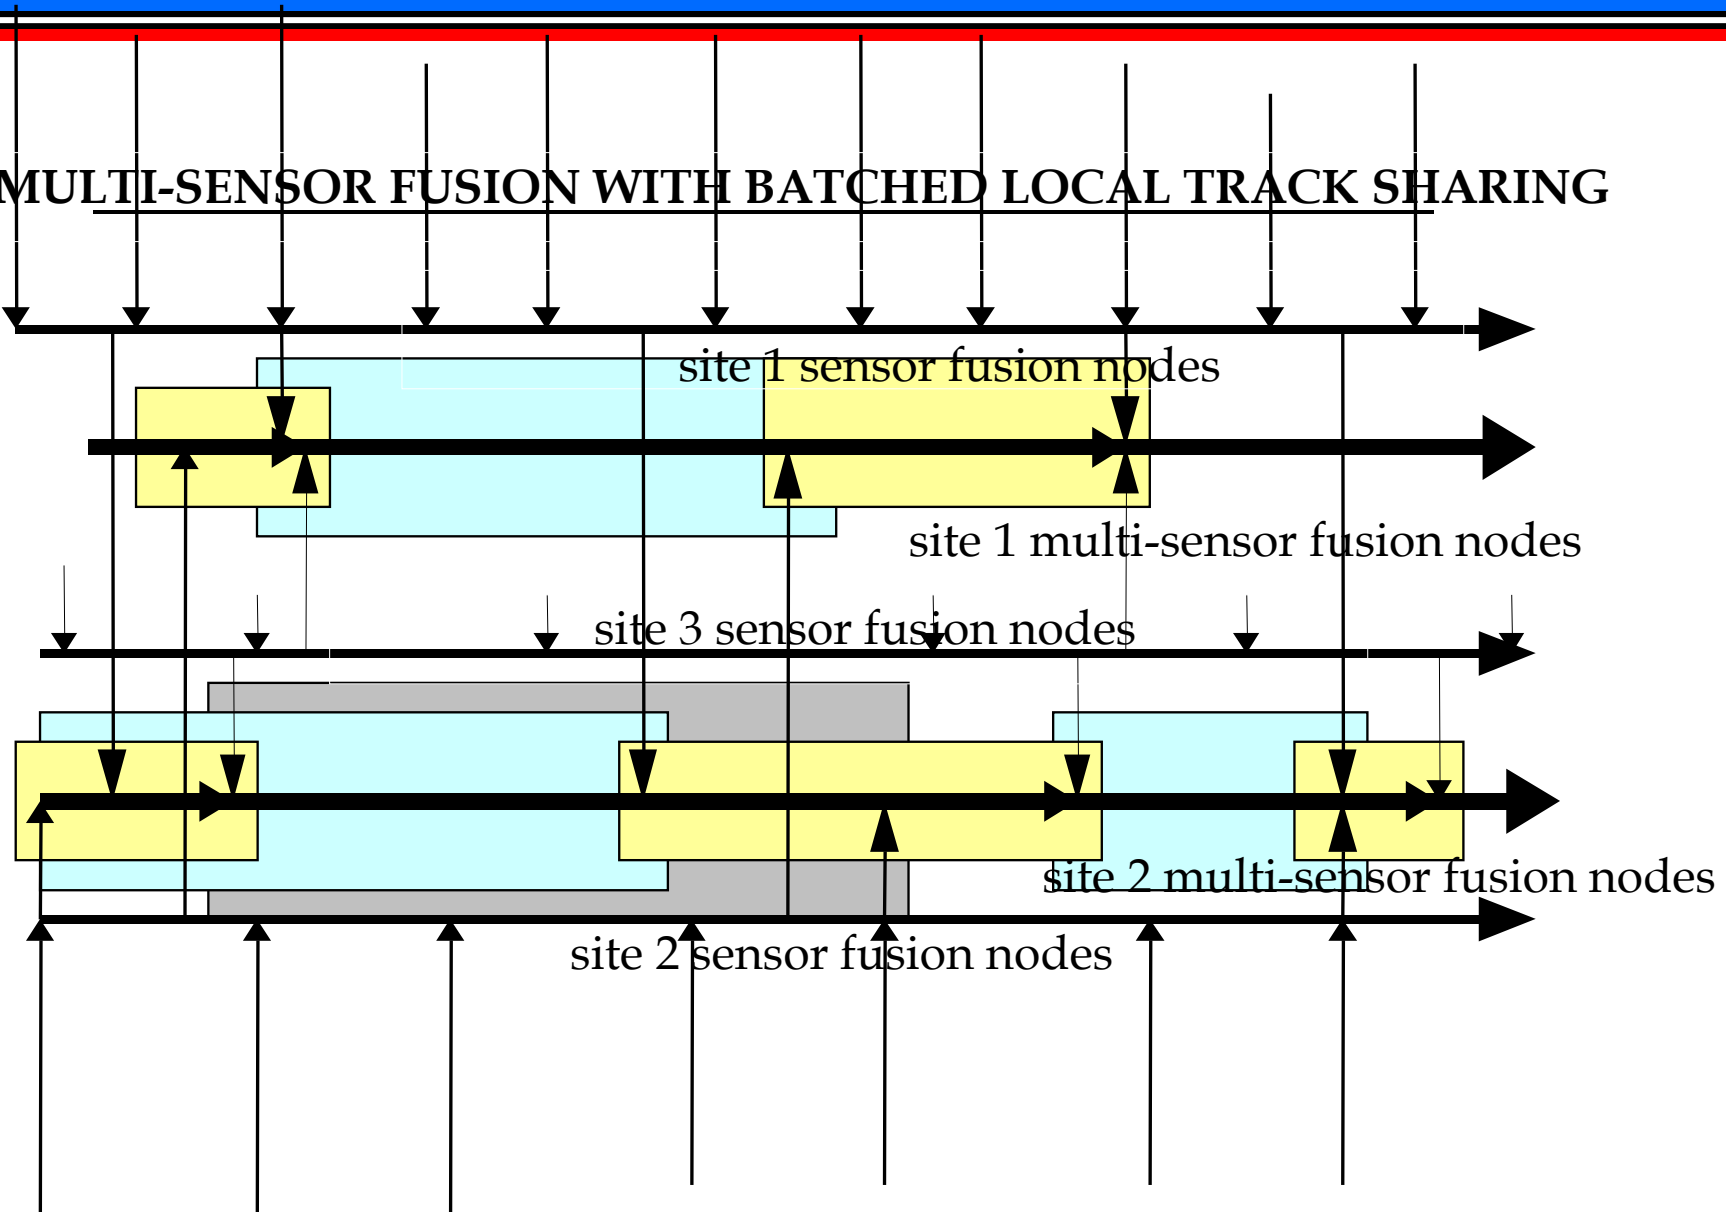 MULTI-SENSOR FUSION WITH BATCHED LOCAL TRACK SHARING
site 1 sensor fusion nodes
site 1 multi-sensor fusion nodes
site 3 sensor fusion nodes
site 2 multi-sensor fusion nodes
site 2 sensor fusion nodes